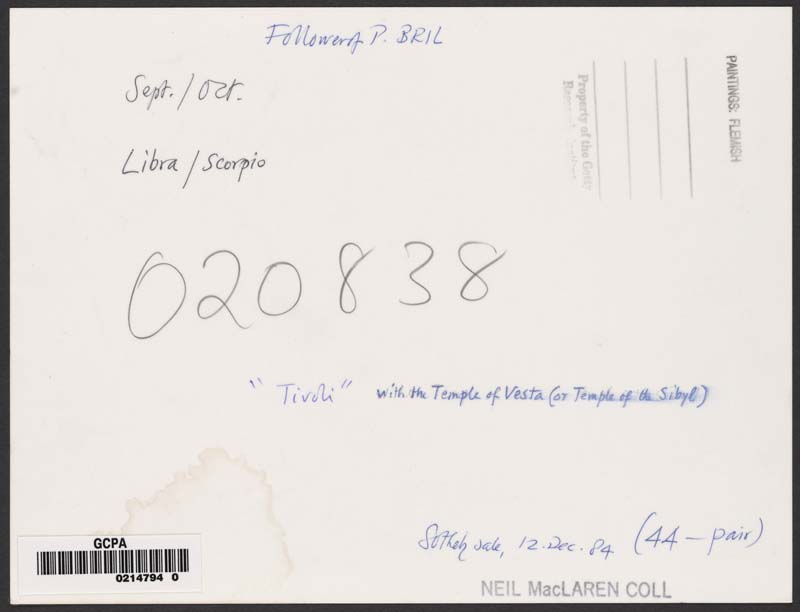 Follower of P. BRIL
Sept. / Oct.
Libra / Scorpio
PAINTINGS: FLEMISH
Property of the Getty
020838
"Tivoli" with the Temple of Vesta (or Temple of the Sibyl)
Sotheby sale, 12. Dec. 84 (44 — pair)
GCPA
0214794 0
NEIL MacLAREN COLL